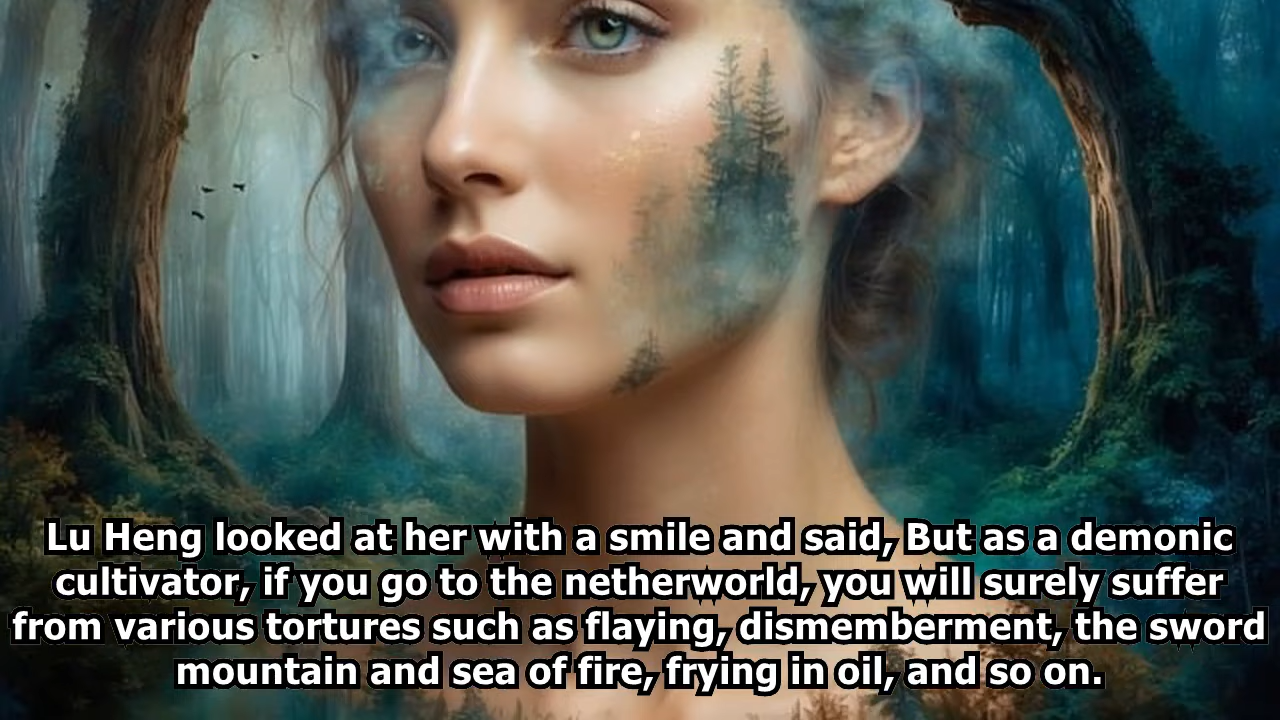 Lu Heng looked at her with a smile and said, But as a demonic
cultivator, if you go to the netherworld, you will surely suffer
from various tortures such as flaying, dismemberment, the sword
mountain and sea of fire, frying in oil, and so on.